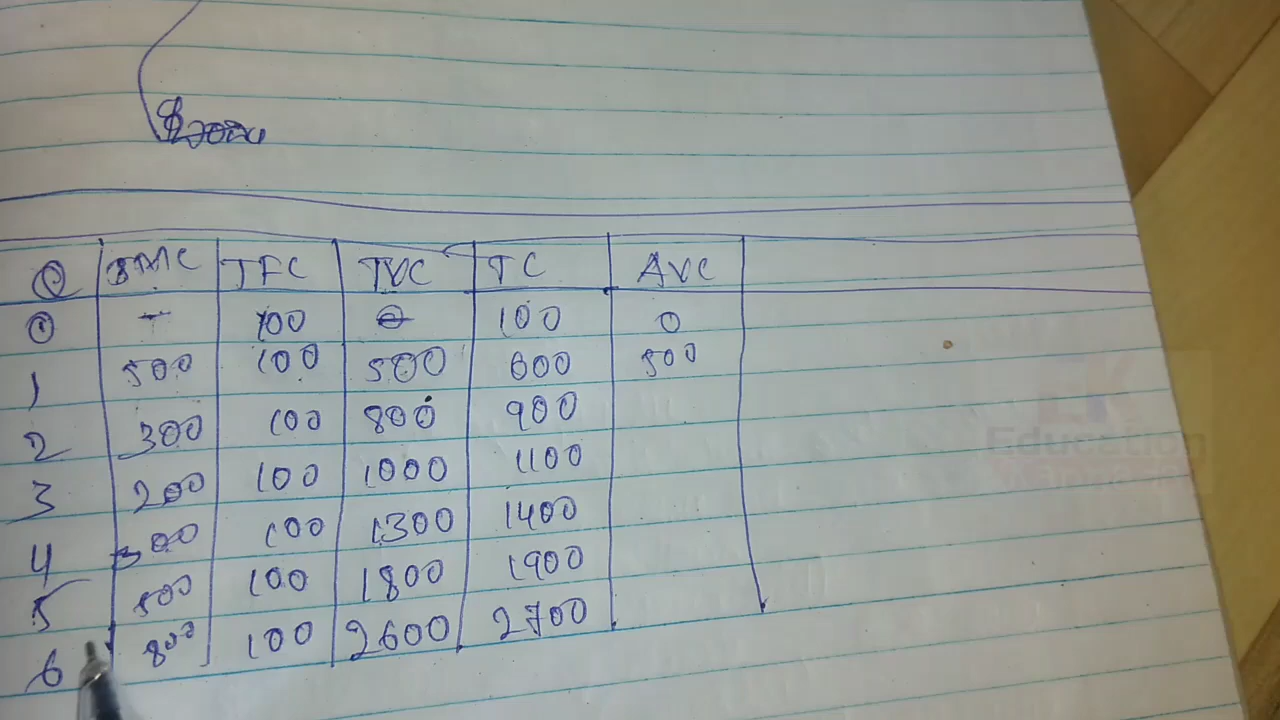 Q SMC TFC TVC TC AVC
0 - 100 0 100 0
1 500 100 500 600 500
2 300 100 800 900
3 200 100 1000 1100
4 300 100 1300 1400
5 500 100 1800 1900
6 800 100 2600 2700
Education